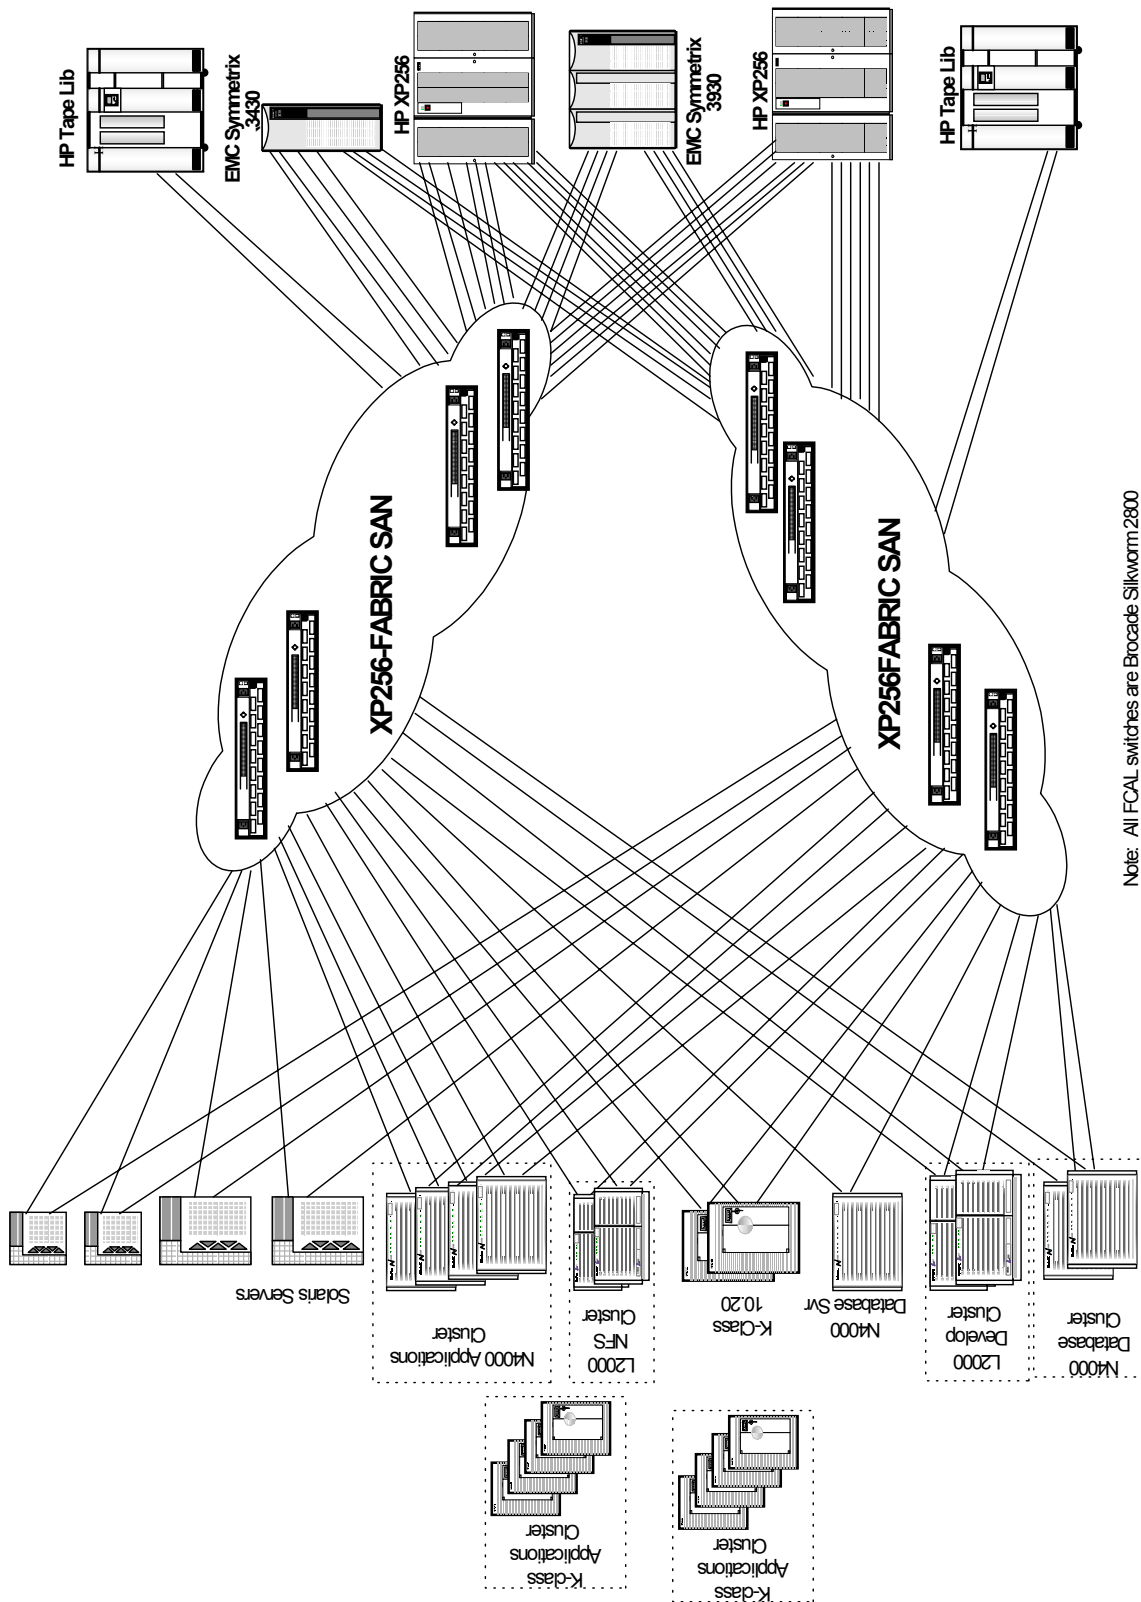 HP Tape Lib
EMC Symmetrix
3430
HP XP256
EMC Symmetrix
3930
HP XP256
HP Tape Lib
XP256-FABRIC SAN
XP256FABRIC SAN
Note: All FCAL switches are Brocade Silkworm 2800
Solaris Servers
N4000 Applications
Cluster
L2000
NFS
Cluster
K-Class
10.20
N4000
Database Svr
L2000
Develop
Cluster
N4000
Database
Cluster
K-class
Applications
Cluster
K-class
Applications
Cluster